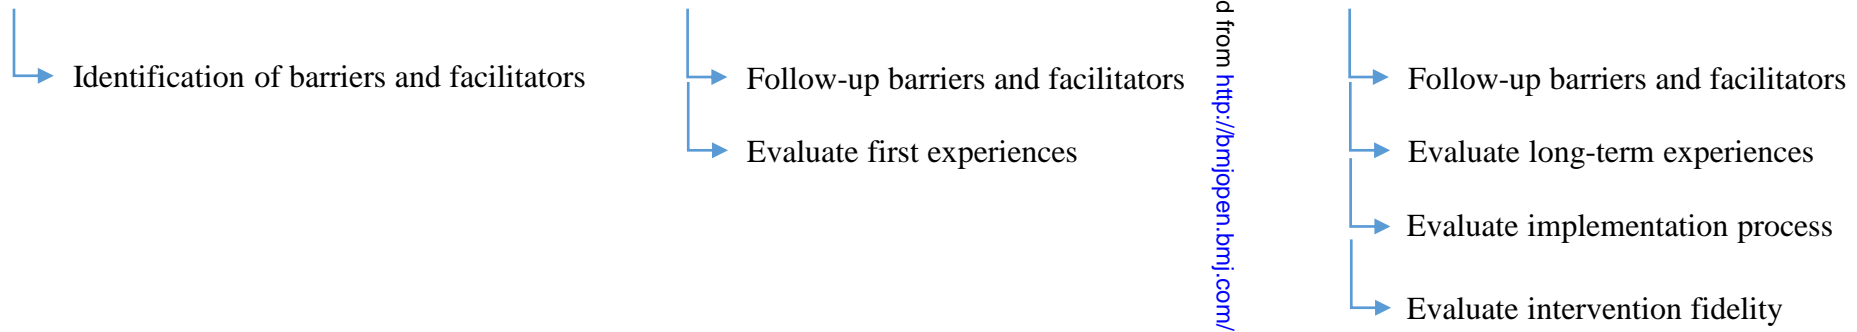 Identification of barriers and facilitators
Follow-up barriers and facilitators
Evaluate first experiences
d from http://bmjopen.bmj.com/
Follow-up barriers and facilitators
Evaluate long-term experiences
Evaluate implementation process
Evaluate intervention fidelity